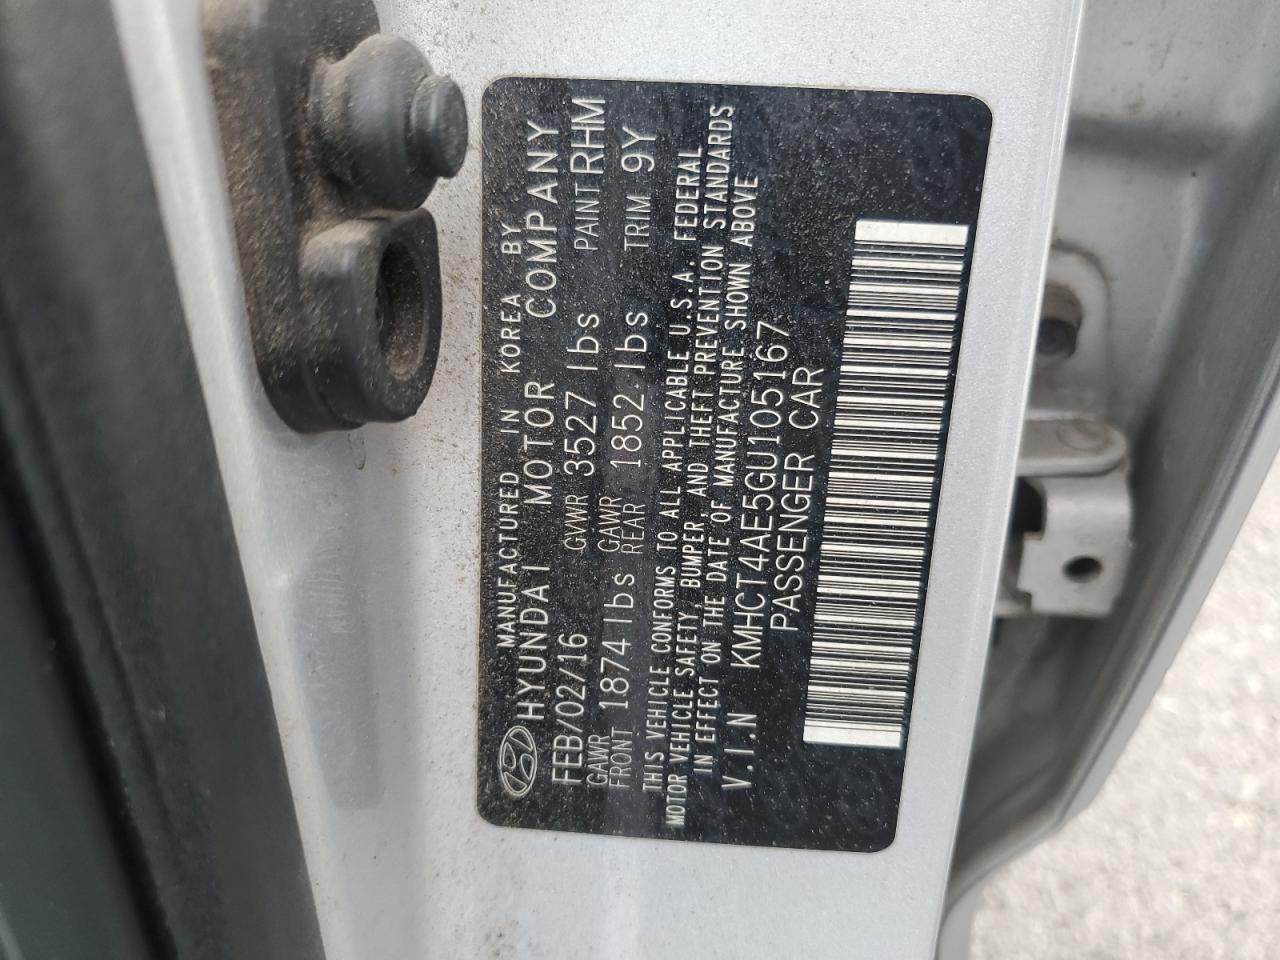 MANUFACTURED IN KOREA BY
HYUNDAI MOTOR COMPANY
FEB/02/16 GVWR 3527 lbs PAINT RHM
GAWR FRONT 1874 lbs GAWR REAR 1852 lbs TRIM 9Y
THIS VEHICLE CONFORMS TO ALL APPLICABLE U.S.A. FEDERAL
MOTOR VEHICLE SAFETY, BUMPER, AND THEFT PREVENTION STANDARDS
IN EFFECT ON THE DATE OF MANUFACTURE SHOWN ABOVE
V.I.N KMHCT4AE5GU105167
PASSENGER CAR